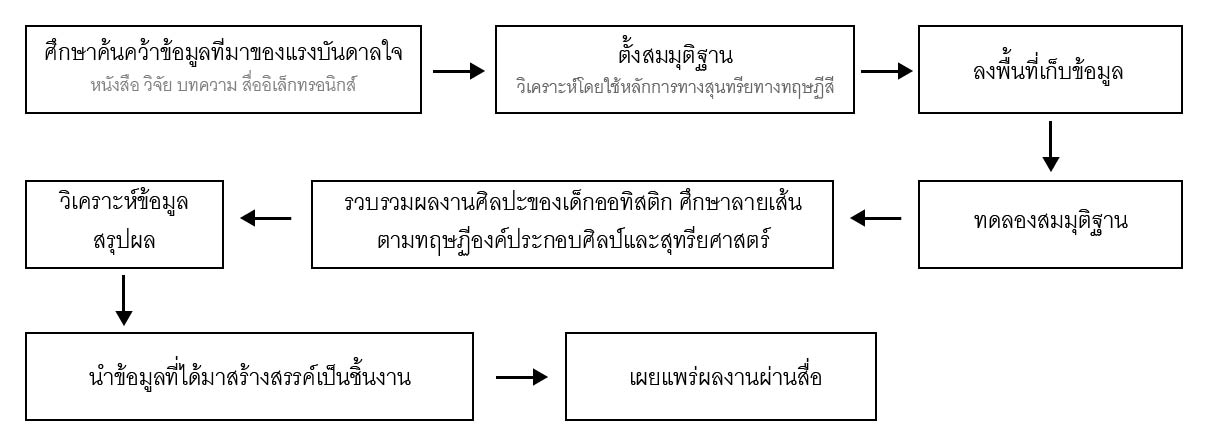 ศึกษาค้นคว้าข้อมูลที่มาของแรงบันดาลใจ
หนังสือ วิจัย บทความ สื่ออิเล็กทรอนิกส์
ตั้งสมมุติฐาน
วิเคราะห์โดยใช้หลักการทางสุนทรียทางทฤษฎีสี
ลงพื้นที่เก็บข้อมูล
ทดลองสมมุติฐาน
รวบรวมผลงานศิลปะของเด็กออทิสติก ศึกษาลายเส้น
ตามทฤษฎีองค์ประกอบศิลป์และสุทรียศาสตร์
วิเคราะห์ข้อมูล
สรุปผล
นำข้อมูลที่ได้มาสร้างสรรค์เป็นชิ้นงาน
เผยแพร่ผลงานผ่านสื่อ